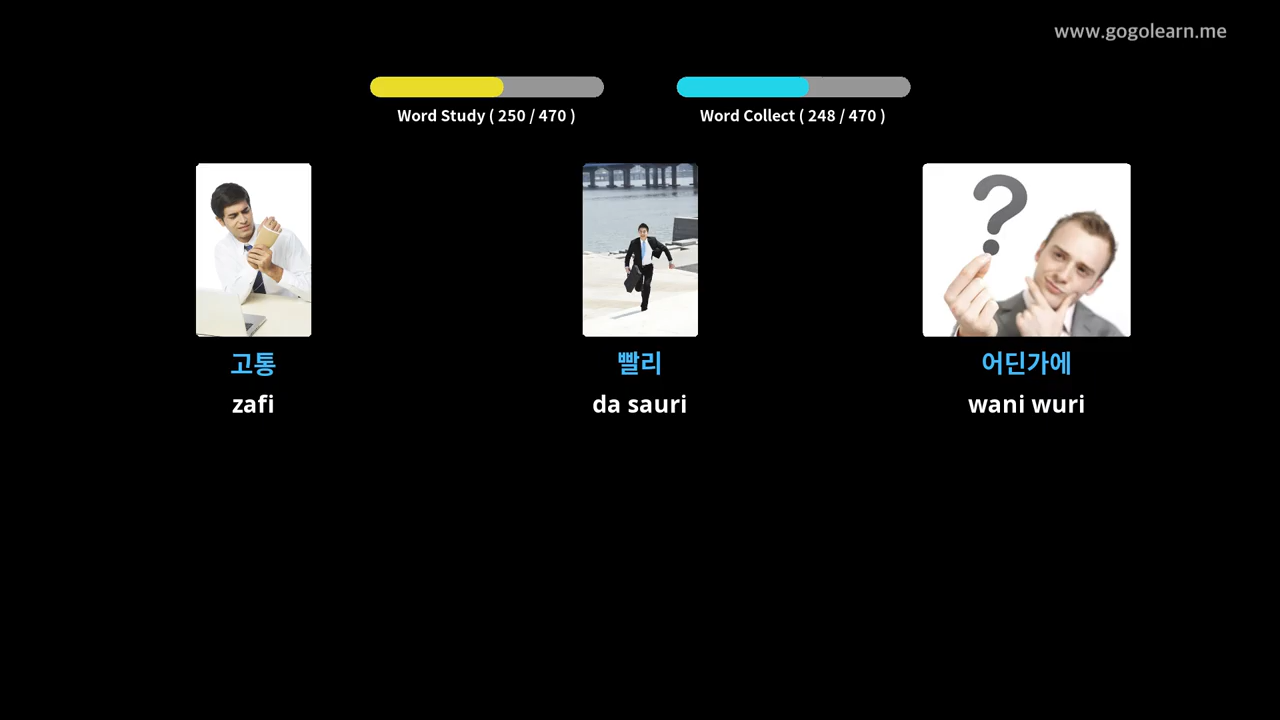 www.gogolearn.me
Word Study ( 250 / 470 )
Word Collect ( 248 / 470 )
고통
빨리
어딘가에
zafi
da sauri
wani wuri